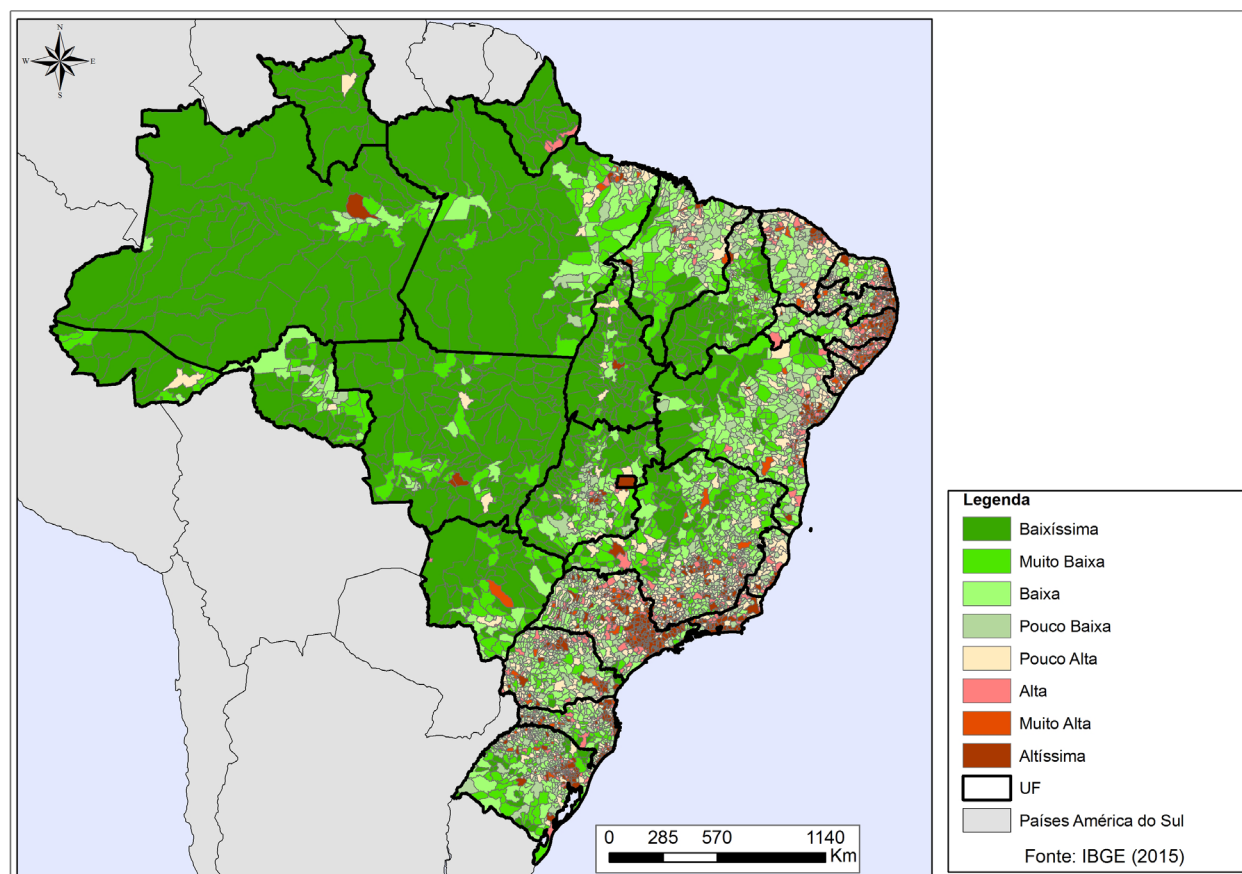 N
W E
S
Legenda
Baixíssima
Muito Baixa
Baixa
Pouco Baixa
Pouco Alta
Alta
Muito Alta
Altíssima
UF
Países América do Sul
Fonte: IBGE (2015)
0 285 570 1140
Km